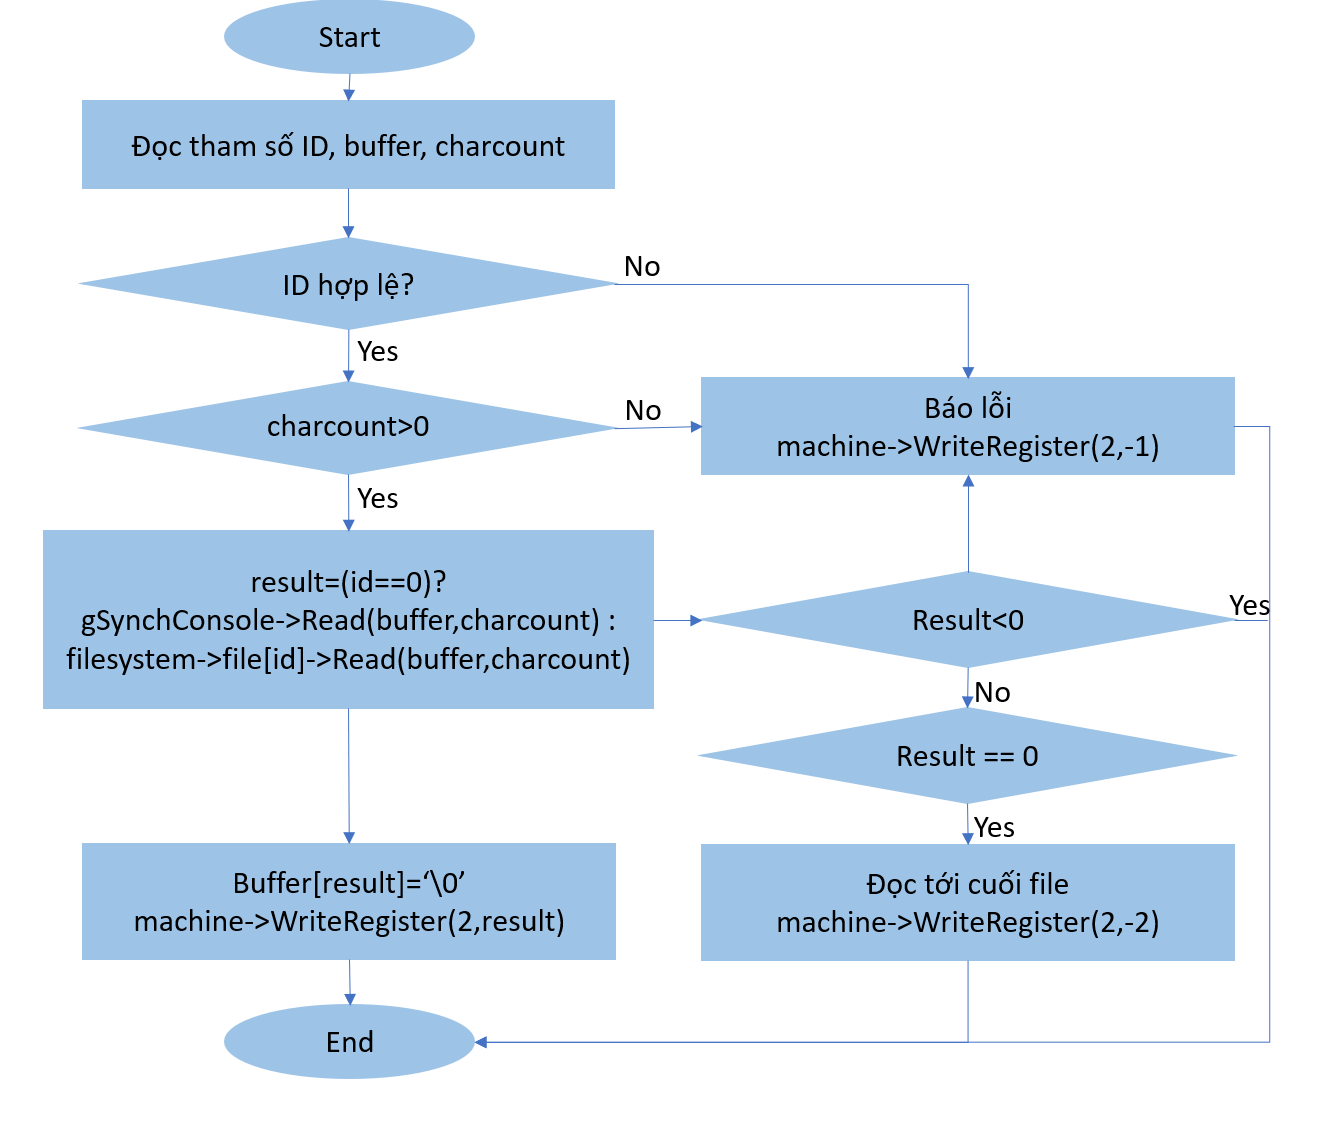 Start
Đọc tham số ID, buffer, charcount
ID hợp lệ?
No
Yes
charcount>0
No
Báo lỗi
machine->WriteRegister(2,-1)
Yes
result=(id==0)?
gSynchConsole->Read(buffer,charcount) :
filesystem->file[id]->Read(buffer,charcount)
Result<0
Yes
No
Result == 0
Yes
Buffer[result]=‘\0’
machine->WriteRegister(2,result)
Đọc tới cuối file
machine->WriteRegister(2,-2)
End